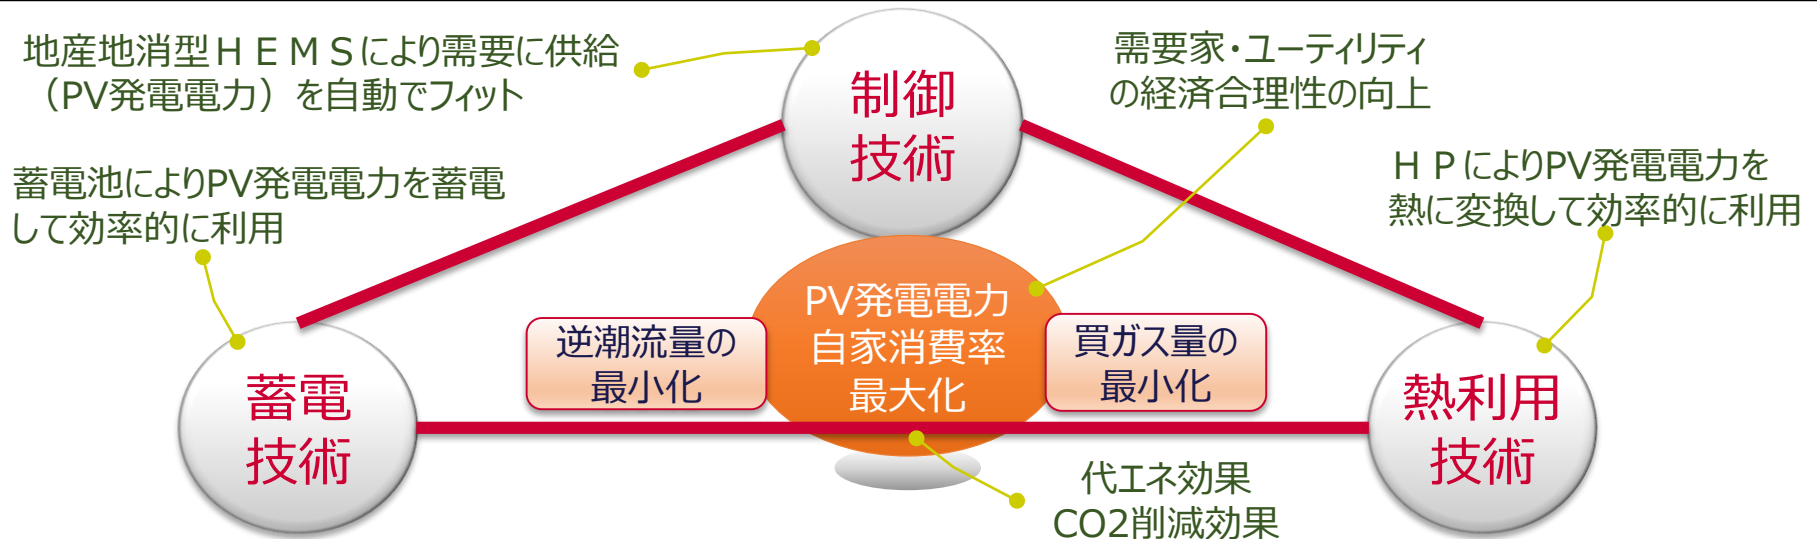 地産地消型ＨＥＭＳにより需要に供給
（PV発電電力）を自動でフィット
需要家・ユーティリティ
の経済合理性の向上
制御
技術
蓄電池によりPV発電電力を蓄電
して効率的に利用
ＨＰによりPV発電電力を
熱に変換して効率的に利用
PV発電電力
自家消費率
最大化
逆潮流量の
最小化
買ガス量の
最小化
蓄電
技術
熱利用
技術
代エネ効果
CO2削減効果